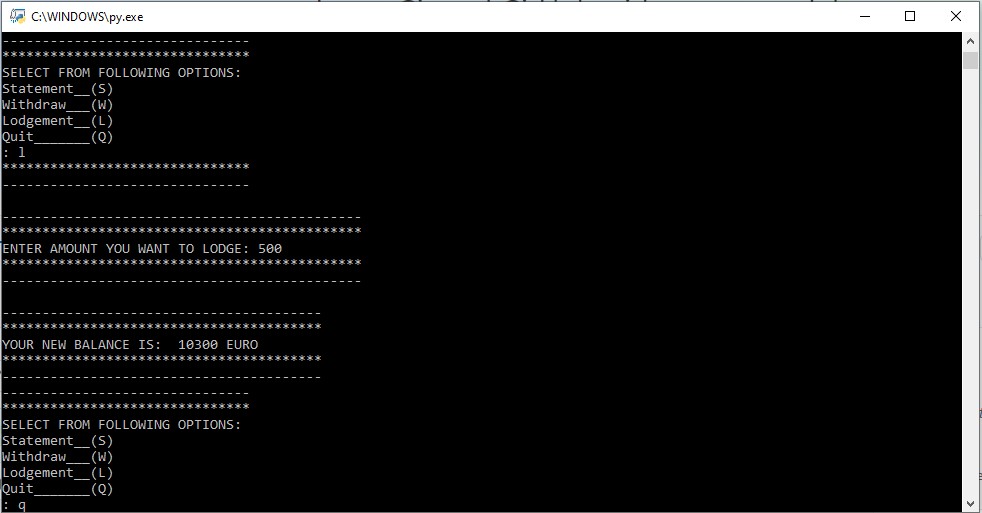 C:\WINDOWS\py.exe
-------------------------------
*******************************
SELECT FROM FOLLOWING OPTIONS:
Statement__(S)
Withdraw___(W)
Lodgement__(L)
Quit_______(Q)
: l
*******************************
-------------------------------
---------------------------------------------
*********************************************
ENTER AMOUNT YOU WANT TO LODGE: 500
*********************************************
---------------------------------------------
----------------------------------------
****************************************
YOUR NEW BALANCE IS:  10300 EURO
****************************************
----------------------------------------
-------------------------------
*******************************
SELECT FROM FOLLOWING OPTIONS:
Statement__(S)
Withdraw___(W)
Lodgement__(L)
Quit_______(Q)
: q